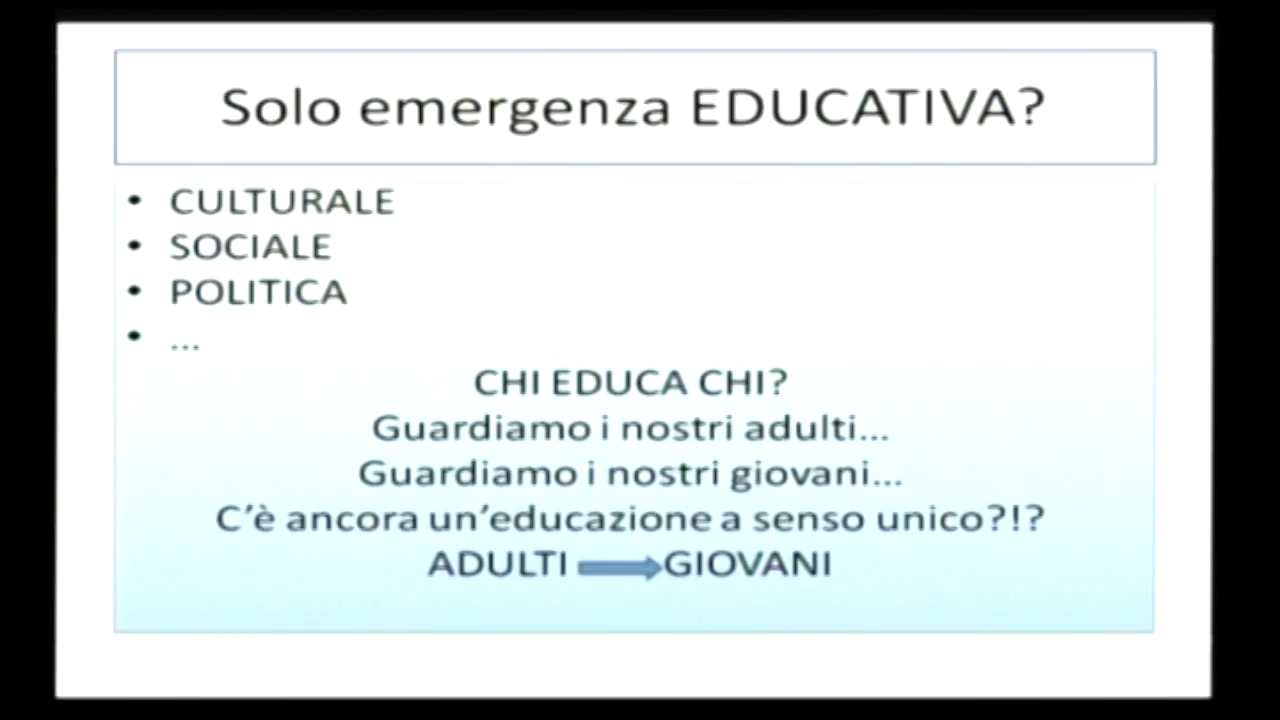 Solo emergenza EDUCATIVA?
• CULTURALE
• SOCIALE
• POLITICA
• ...
CHI EDUCA CHI?
Guardiamo i nostri adulti...
Guardiamo i nostri giovani...
C'è ancora un'educazione a senso unico?!?
ADULTI GIOVANI